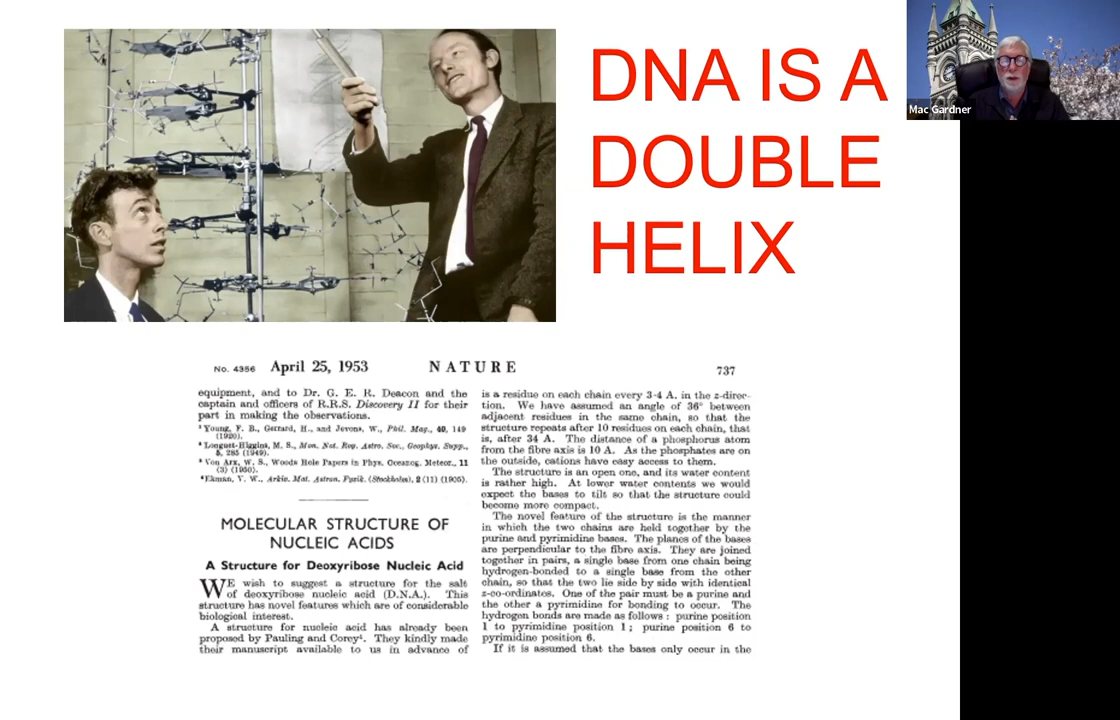 DNA IS A
DOUBLE
HELIX
Mac Gardner
No. 4356 April 25, 1953 NATURE 737
equipment, and to Dr. G. E. R. Deacon and the
captain and officers of R.R.S. Discovery II for their
part in making the observations.
¹ Young, F. B., Gerrard, H., and Jevons, W., Phil. Mag., 40, 149
(1920).
² Longuet-Higgins, M. S., Mon. Not. Roy. Astro. Soc., Geophys. Supp.,
5, 285 (1949).
³ Von Arx, W. S., Woods Hole Papers in Phys. Oceanog. Meteor., 11
(3) (1950).
⁴ Ekman, V. W., Arkiv. Mat. Astron. Fysik. (Stockholm), 2 (11) (1905).
MOLECULAR STRUCTURE OF
NUCLEIC ACIDS
A Structure for Deoxyribose Nucleic Acid
WE wish to suggest a structure for the salt
of deoxyribose nucleic acid (D.N.A.). This
structure has novel features which are of considerable
biological interest.
A structure for nucleic acid has already been
proposed by Pauling and Corey¹. They kindly made
their manuscript available to us in advance of
is a residue on each chain every 3·4 A. in the z-direc-
tion. We have assumed an angle of 36° between
adjacent residues in the same chain, so that the
structure repeats after 10 residues on each chain, that
is, after 34 A. The distance of a phosphorus atom
from the fibre axis is 10 A. As the phosphates are on
the outside, cations have easy access to them.
The structure is an open one, and its water content
is rather high. At lower water contents we would
expect the bases to tilt so that the structure could
become more compact.
The novel feature of the structure is the manner
in which the two chains are held together by the
purine and pyrimidine bases. The planes of the bases
are perpendicular to the fibre axis. They are joined
together in pairs, a single base from one chain being
hydrogen-bonded to a single base from the other
chain, so that the two lie side by side with identical
z-co-ordinates. One of the pair must be a purine and
the other a pyrimidine for bonding to occur. The
hydrogen bonds are made as follows : purine position
1 to pyrimidine position 1 ; purine position 6 to
pyrimidine position 6.
If it is assumed that the bases only occur in the